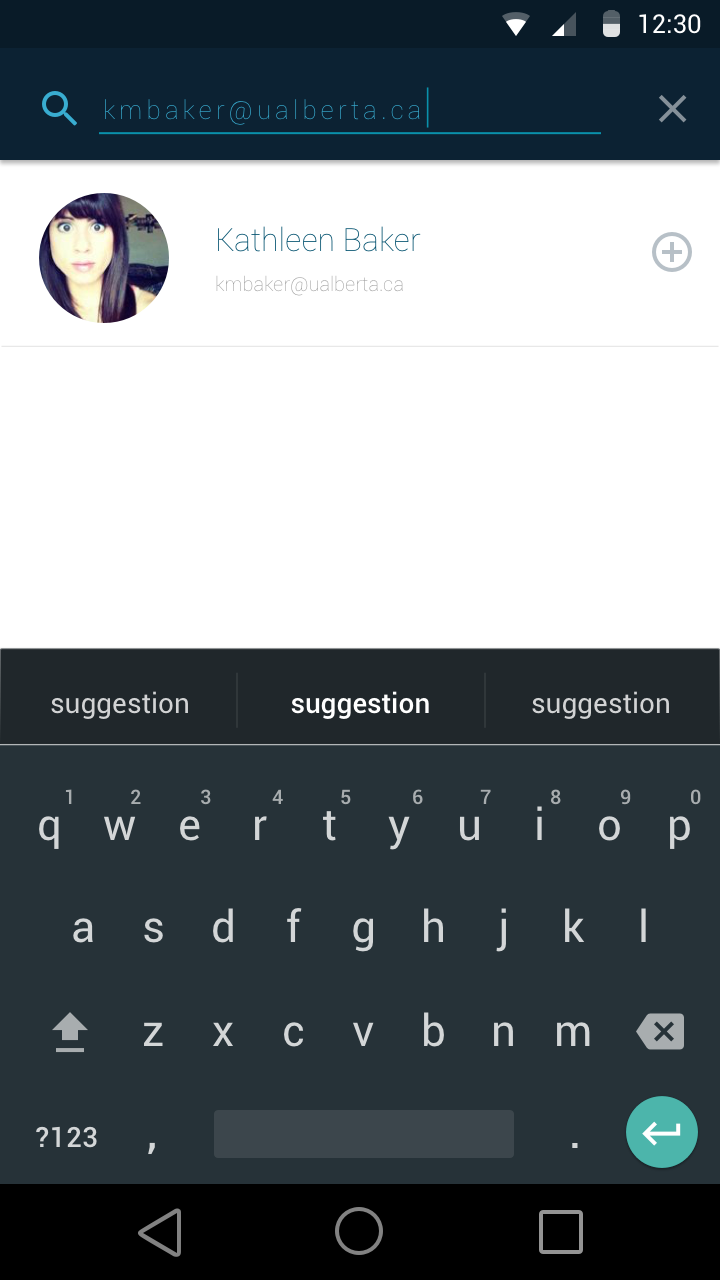 12:30
kmbaker@ualberta.ca
Kathleen Baker
kmbaker@ualberta.ca
suggestion suggestion suggestion
1 2 3 4 5 6 7 8 9 0
q w e r t y u i o p
a s d f g h j k l
z x c v b n m
?123 , .